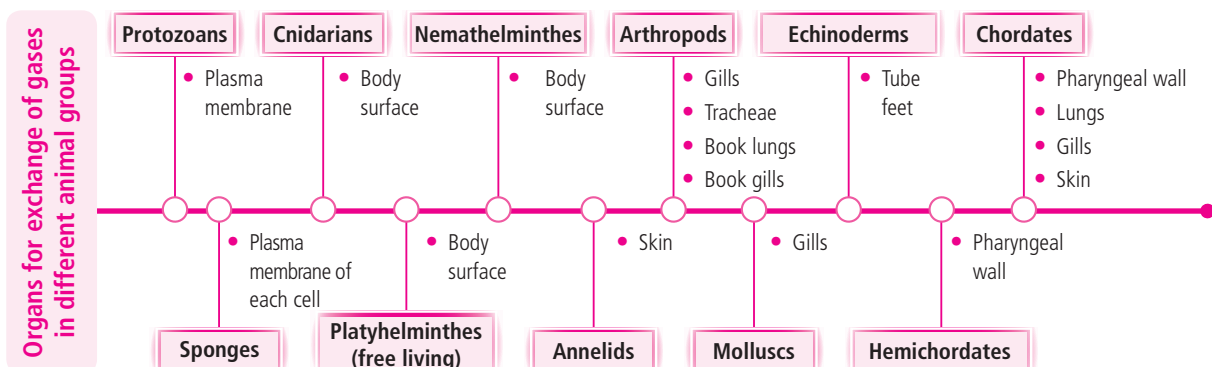 Organs for exchange of gases
in different animal groups
Protozoans
• Plasma
membrane
Cnidarians
• Body
surface
Nemathelminthes
• Body
surface
Arthropods
• Gills
• Tracheae
• Book lungs
• Book gills
Echinoderms
• Tube
feet
Chordates
• Pharyngeal wall
• Lungs
• Gills
• Skin
• Plasma
membrane of
each cell
Sponges
• Body
surface
Platyhelminthes
(free living)
• Skin
Annelids
• Gills
Molluscs
• Pharyngeal
wall
Hemichordates